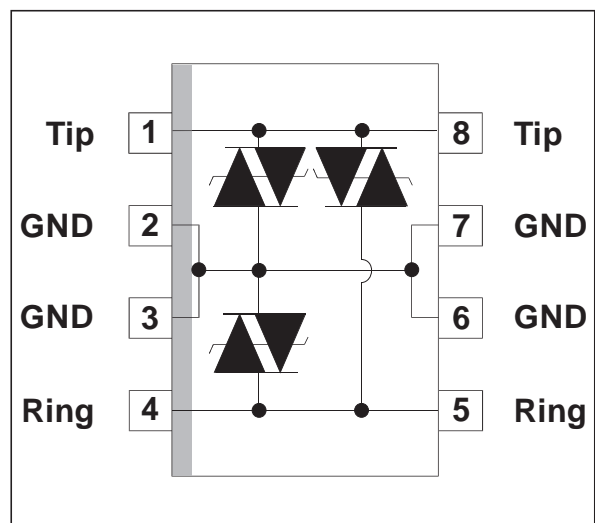 Tip 1 8 Tip
GND 2 7 GND
GND 3 6 GND
Ring 4 5 Ring